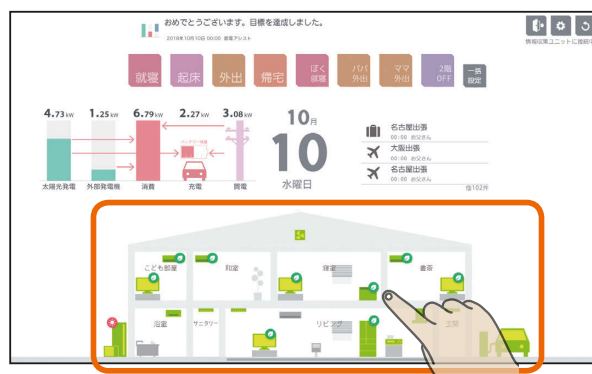 おめでとうございます。目標を達成しました。
2018年10月10日 00:00 節電アシスト
情報収集ユニットに接続中
就寝
起床
外出
帰宅
ぼく
就寝
パパ
外出
ママ
外出
2階
OFF
一括
設定
4.73kW
1.25kW
6.79kW
2.27kW
3.08kW
太陽光発電
外部発電機
消費
充電
買電
10月
10
水曜日
名古屋出張
00:00 お父さん
大阪出張
00:00 お父さん
名古屋出張
00:00 お父さん
他102件
こども部屋
和室
寝室
書斎
浴室
サニタリー
リビング
玄関